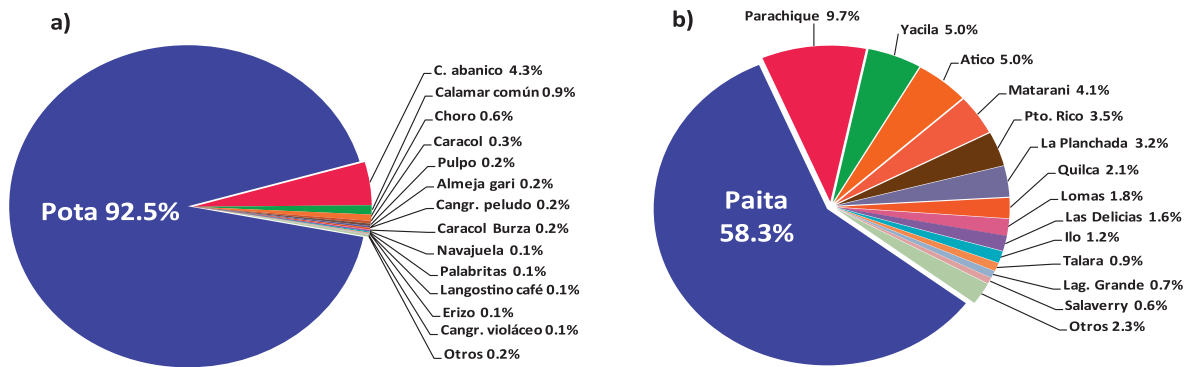 a)
Pota 92.5%
C. abanico 4.3%
Calamar común 0.9%
Choro 0.6%
Caracol 0.3%
Pulpo 0.2%
Almeja gari 0.2%
Cangr. peludo 0.2%
Caracol Burza 0.2%
Navajuela 0.1%
Palabritas 0.1%
Langostino café 0.1%
Erizo 0.1%
Cangr. violáceo 0.1%
Otros 0.2%
b)
Parachique 9.7%
Yacila 5.0%
Atico 5.0%
Matarani 4.1%
Pto. Rico 3.5%
La Planchada 3.2%
Quilca 2.1%
Lomas 1.8%
Las Delicias 1.6%
Ilo 1.2%
Talara 0.9%
Lag. Grande 0.7%
Salaverry 0.6%
Otros 2.3%
Paita
58.3%